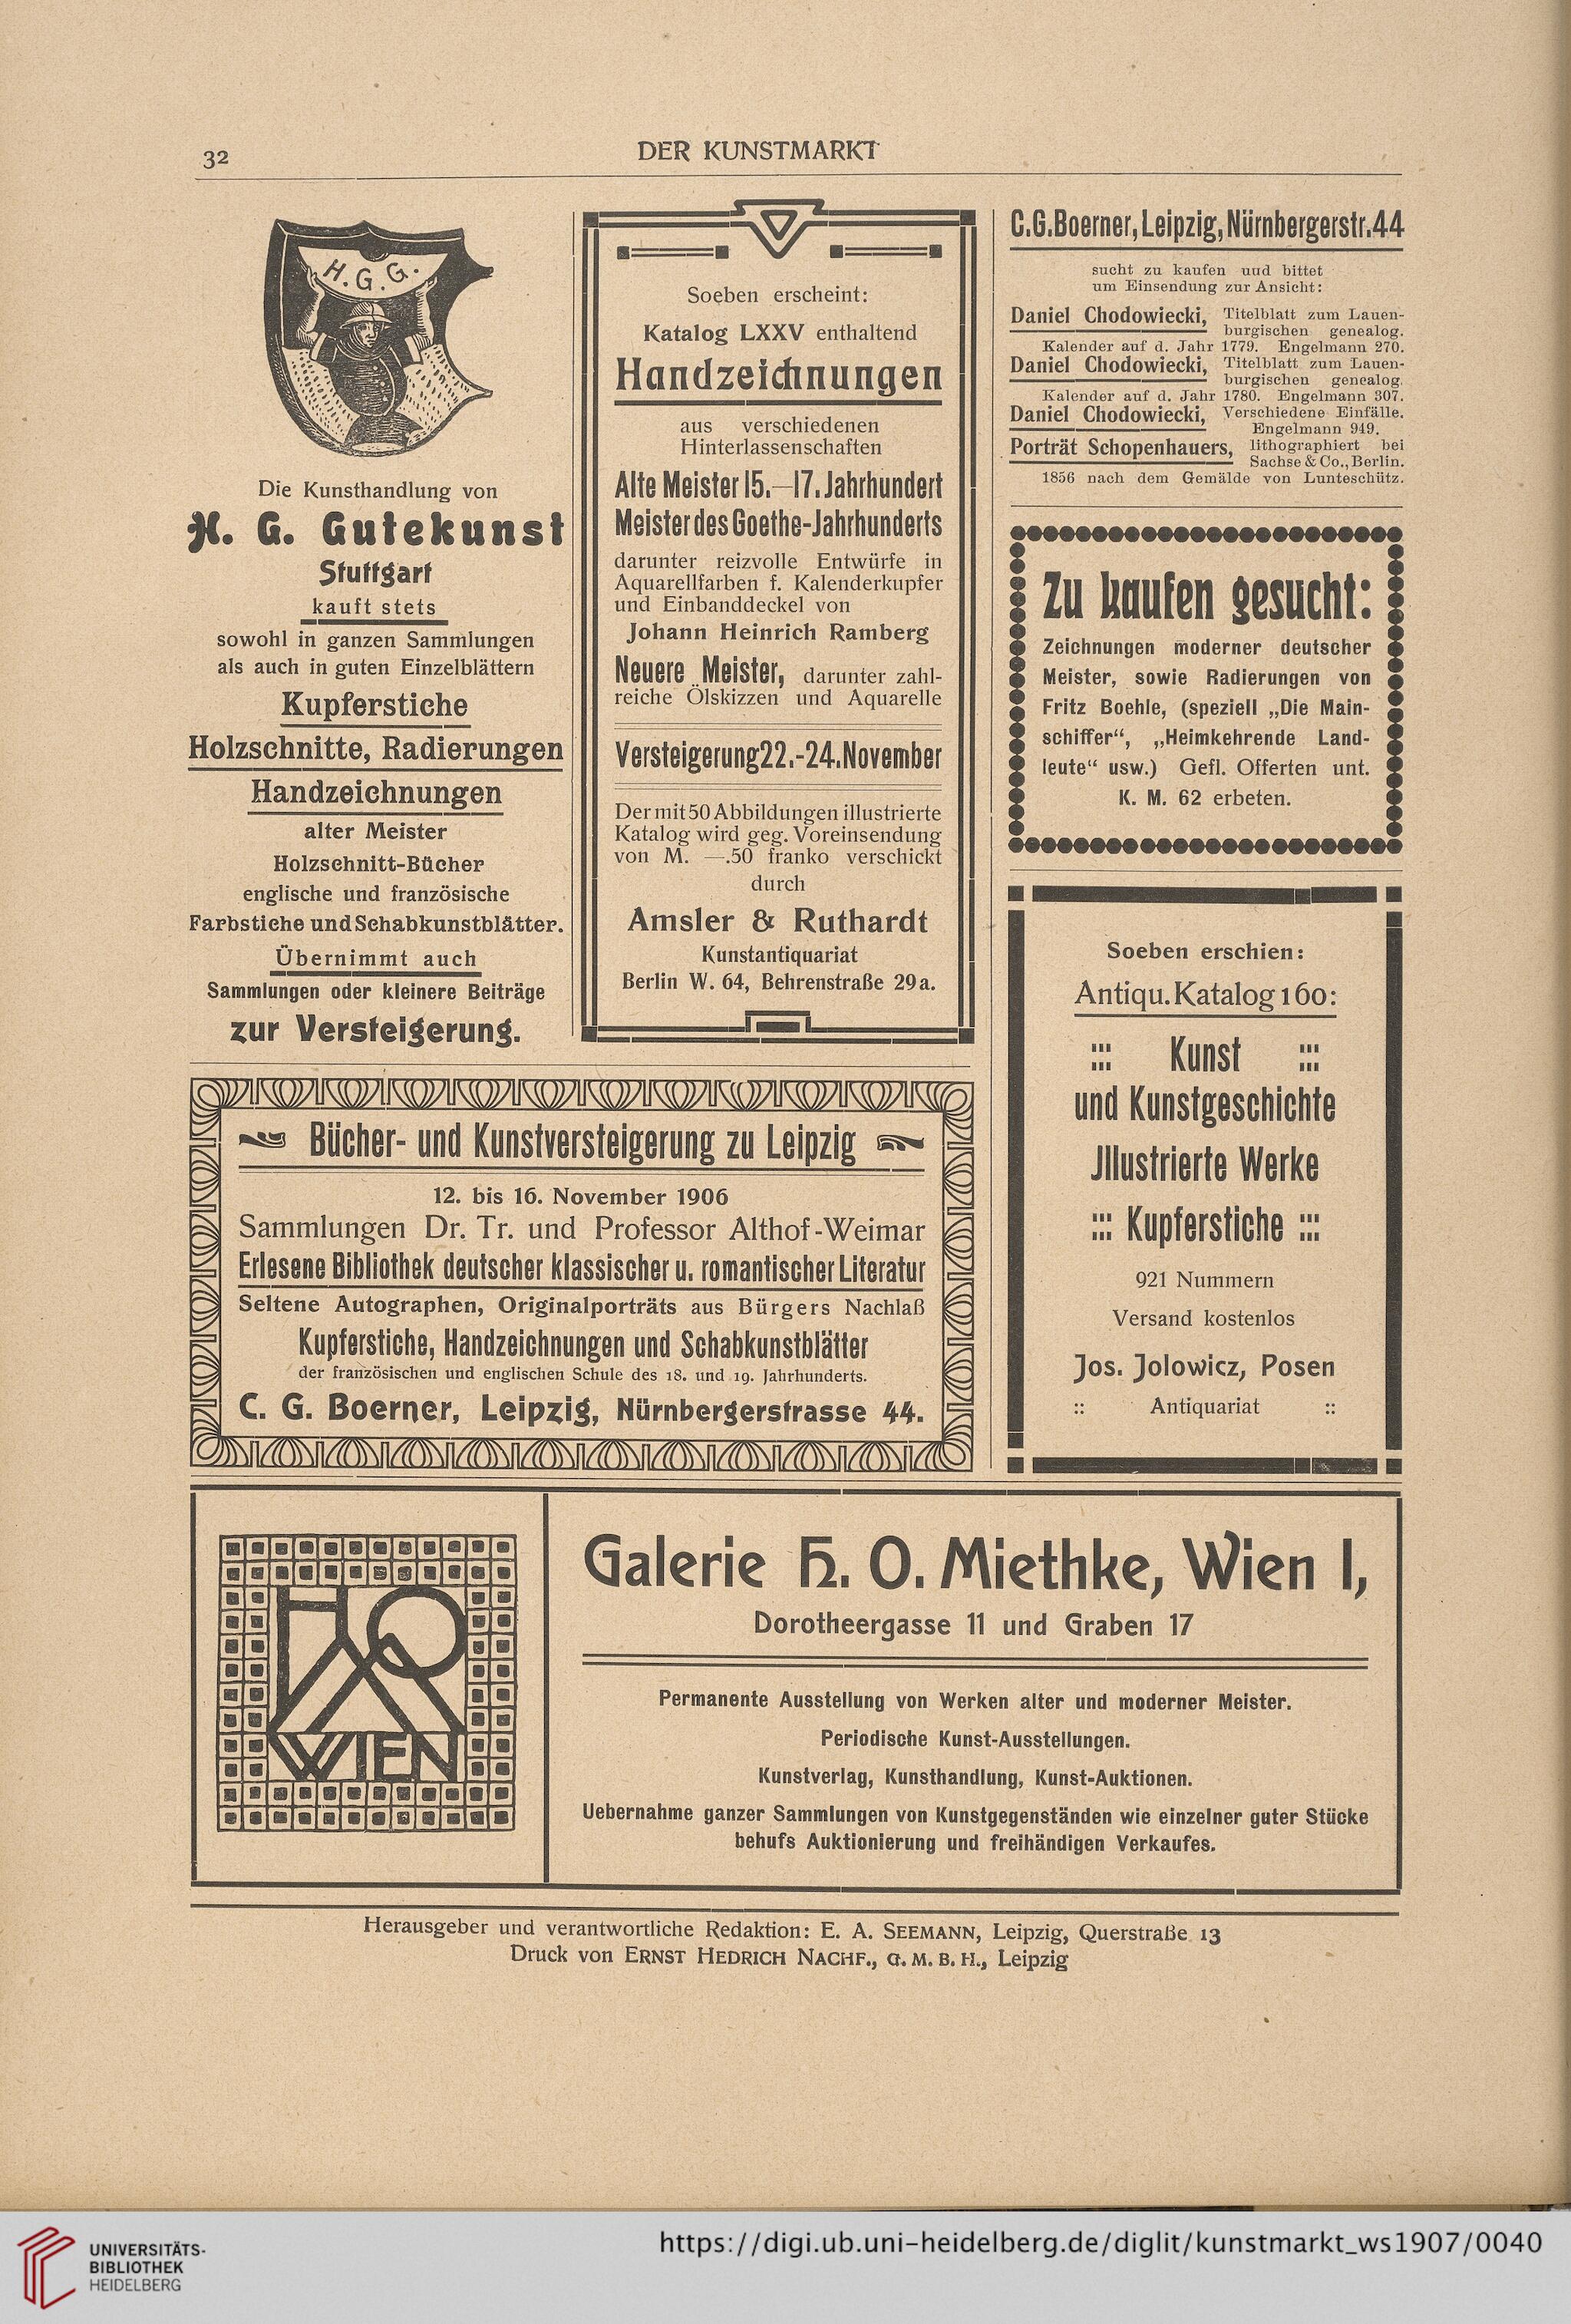 32
DER KUNSTMARKT
H. G. G.
Die Kunsthandlung von
H. G. Gutekunst
Stuttgart
kauft stets
sowohl in ganzen Sammlungen
als auch in guten Einzelblättern
Kupferstiche
Holzschnitte, Radierungen
Handzeichnungen
alter Meister
Holzschnitt-Bücher
englische und französische
Farbstiche und Schabkunstblätter.
Übernimmt auch
Sammlungen oder kleinere Beiträge
zur Versteigerung.
Soeben erscheint:
Katalog LXXV enthaltend
Handzeichnungen
aus verschiedenen
Hinterlassenschaften
Alte Meister 15.—17. Jahrhundert
Meister des Goethe-Jahrhunderts
darunter reizvolle Entwürfe in
Aquarellfarben f. Kalenderkupfer
und Einbanddeckel von
Johann Heinrich Ramberg
Neuere Meister, darunter zahl-
reiche Ölskizzen und Aquarelle
Versteigerung 22.-24. November
Der mit 50 Abbildungen illustrierte
Katalog wird geg. Voreinsendung
von M. —.50 franko verschickt
durch
Amsler & Ruthardt
Kunstantiquariat
Berlin W. 64, Behrenstraße 29a.
C. G. Boerner, Leipzig, Nürnbergerstr. 44
sucht zu kaufen uud bittet
um Einsendung zur Ansicht:
Daniel Chodowiecki, Titelblatt zum Lauen-
burgischen genealog.
Kalender auf d. Jahr 1779. Engelmann 270.
Daniel Chodowiecki, Titelblatt zum Lauen-
burgischen genealog.
Kalender auf d. Jahr 1780. Engelmann 307.
Daniel Chodowiecki, Verschiedene Einfälle.
Engelmann 949.
Porträt Schopenhauers, lithographiert bei
Sachse & Co., Berlin.
1856 nach dem Gemälde von Lunteschütz.
Zu kaufen gesucht:
Zeichnungen moderner deutscher
Meister, sowie Radierungen von
Fritz Boehle, (speziell „Die Main-
schiffer“, „Heimkehrende Land-
leute“ usw.) Gefl. Offerten unt.
K. M. 62 erbeten.
Soeben erschien:
Antiqu. Katalog 160:
Kunst
und Kunstgeschichte
Jllustrierte Werke
Kupferstiche
921 Nummern
Versand kostenlos
Jos. Jolowicz, Posen
:: Antiquariat ::
Bücher- und Kunstversteigerung zu Leipzig
12. bis 16. November 1906
Sammlungen Dr. Tr. und Professor Althof-Weimar
Erlesene Bibliothek deutscher klassischer u. romantischer Literatur
Seltene Autographen, Originalporträts aus Bürgers Nachlaß
Kupferstiche, Handzeichnungen und Schabkunstblätter
der französischen und englischen Schule des 18. und 19. Jahrhunderts.
C. G. Boerner, Leipzig, Nürnbergerstrasse 44.
WIEN
Galerie H. O. Miethke, Wien I,
Dorotheergasse 11 und Graben 17
Permanente Ausstellung von Werken alter und moderner Meister.
Periodische Kunst-Ausstellungen.
Kunstverlag, Kunsthandlung, Kunst-Auktionen.
Uebernahme ganzer Sammlungen von Kunstgegenständen wie einzelner guter Stücke
behufs Auktionierung und freihändigen Verkaufes.
Herausgeber und verantwortliche Redaktion: E. A. SEEMANN, Leipzig, Querstraße 13
Druck von ERNST HEDRICH NACHF., G. M. B. H., Leipzig
UNIVERSITÄTS-
BIBLIOTHEK
HEIDELBERG
https://digi.ub.uni-heidelberg.de/diglit/kunstmarkt_ws1907/0040